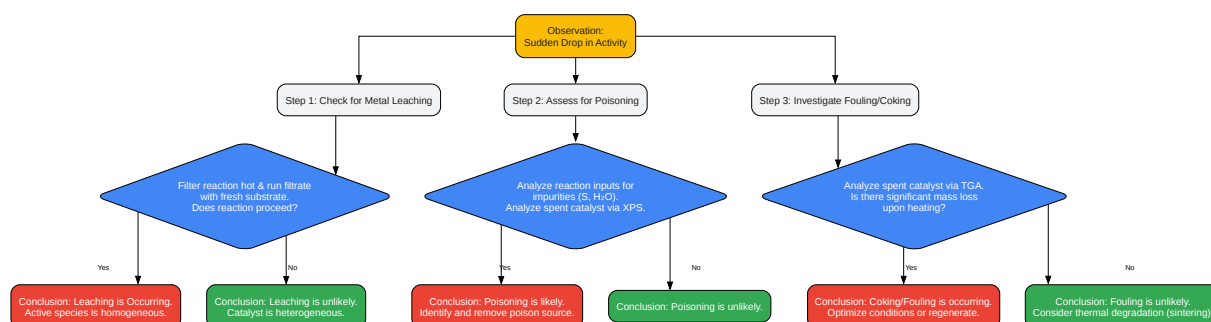 Observation:
Sudden Drop in Activity
Step 1: Check for Metal Leaching
Step 2: Assess for Poisoning
Step 3: Investigate Fouling/Coking
Filter reaction hot & run filtrate
with fresh substrate.
Does reaction proceed?
Analyze reaction inputs for
impurities (S, H₂O).
Analyze spent catalyst via XPS.
Analyze spent catalyst via TGA.
Is there significant mass loss
upon heating?
Yes
No
Yes
No
Yes
No
Conclusion: Leaching is Occurring.
Active species is homogeneous.
Conclusion: Leaching is unlikely.
Catalyst is heterogeneous.
Conclusion: Poisoning is likely.
Identify and remove poison source.
Conclusion: Poisoning is unlikely.
Conclusion: Coking/Fouling is occurring.
Optimize conditions or regenerate.
Conclusion: Fouling is unlikely.
Consider thermal degradation (sintering)